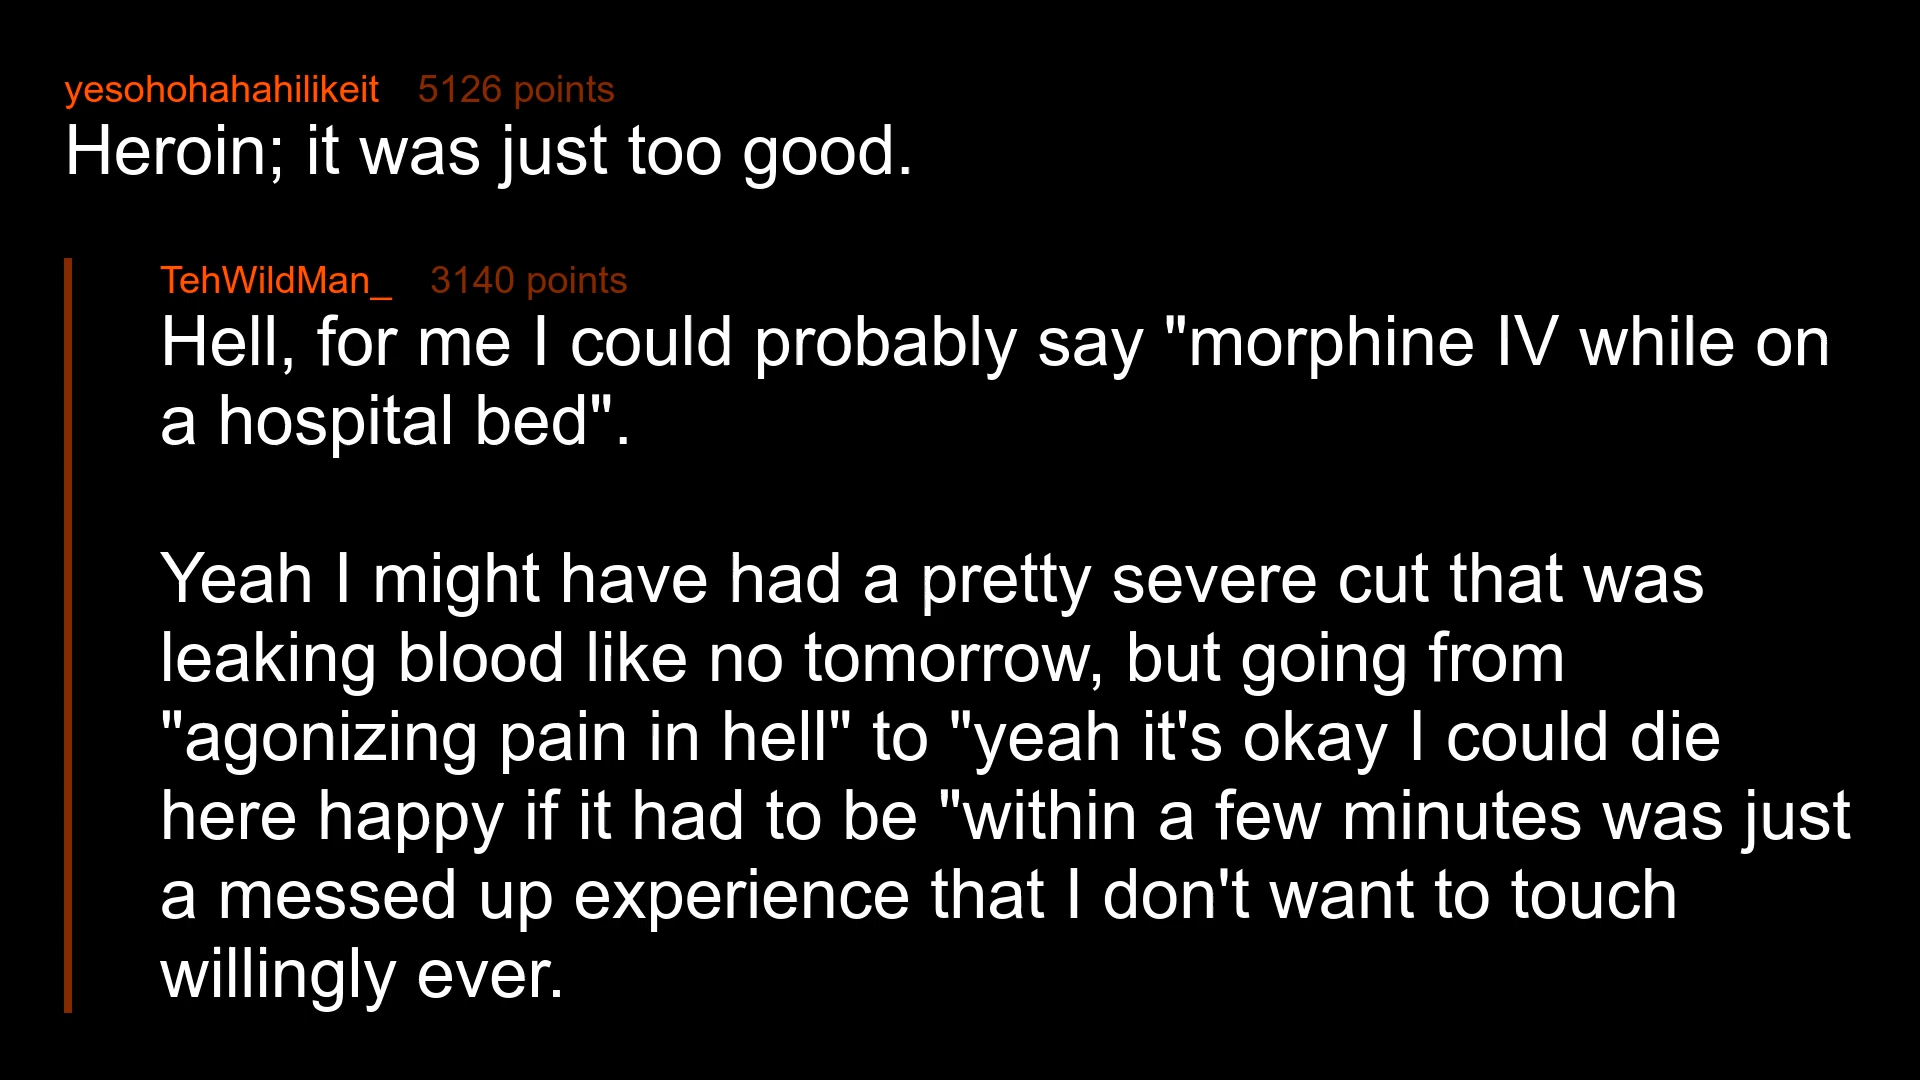 yesohohahahilikeit 5126 points
Heroin; it was just too good.
TehWildMan_ 3140 points
Hell, for me I could probably say "morphine IV while on
a hospital bed".
Yeah I might have had a pretty severe cut that was
leaking blood like no tomorrow, but going from
"agonizing pain in hell" to "yeah it's okay I could die
here happy if it had to be "within a few minutes was just
a messed up experience that I don't want to touch
willingly ever.